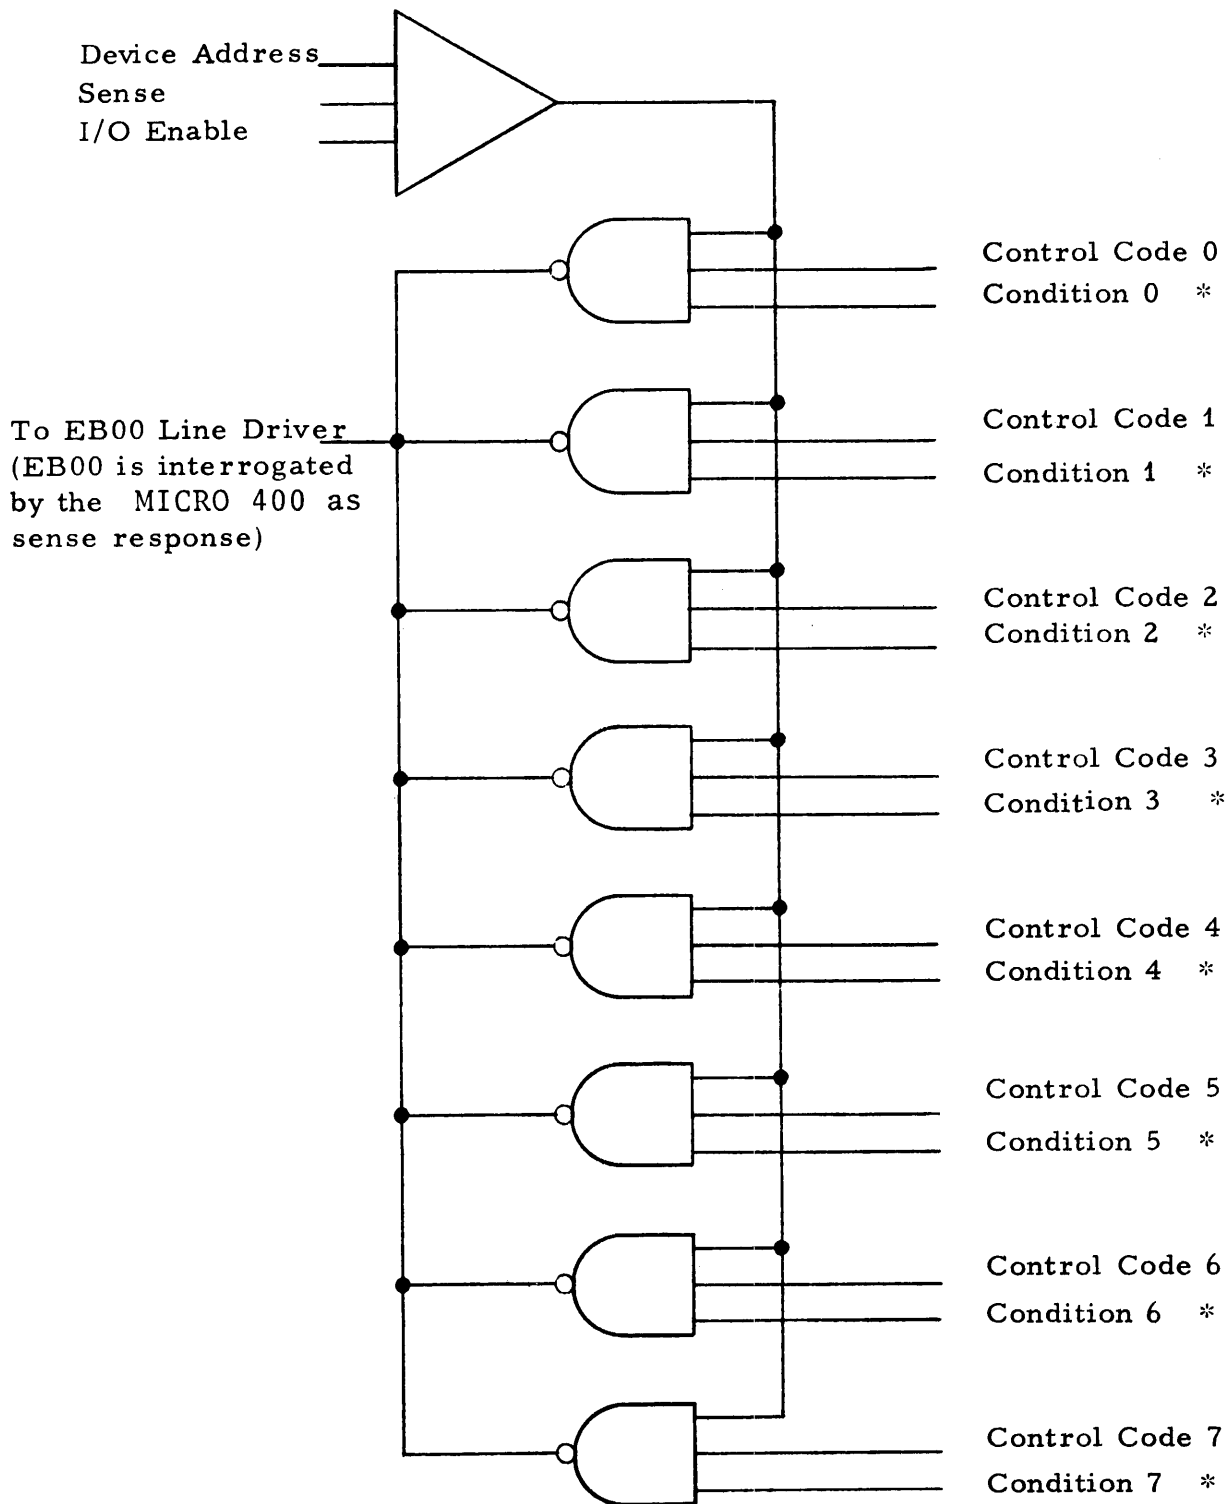 Device Address
Sense
I/O Enable
Control Code 0
Condition 0 *
Control Code 1
Condition 1 *
To EB00 Line Driver
(EB00 is interrogated
by the MICRO 400 as
sense response)
Control Code 2
Condition 2 *
Control Code 3
Condition 3 *
Control Code 4
Condition 4 *
Control Code 5
Condition 5 *
Control Code 6
Condition 6 *
Control Code 7
Condition 7 *